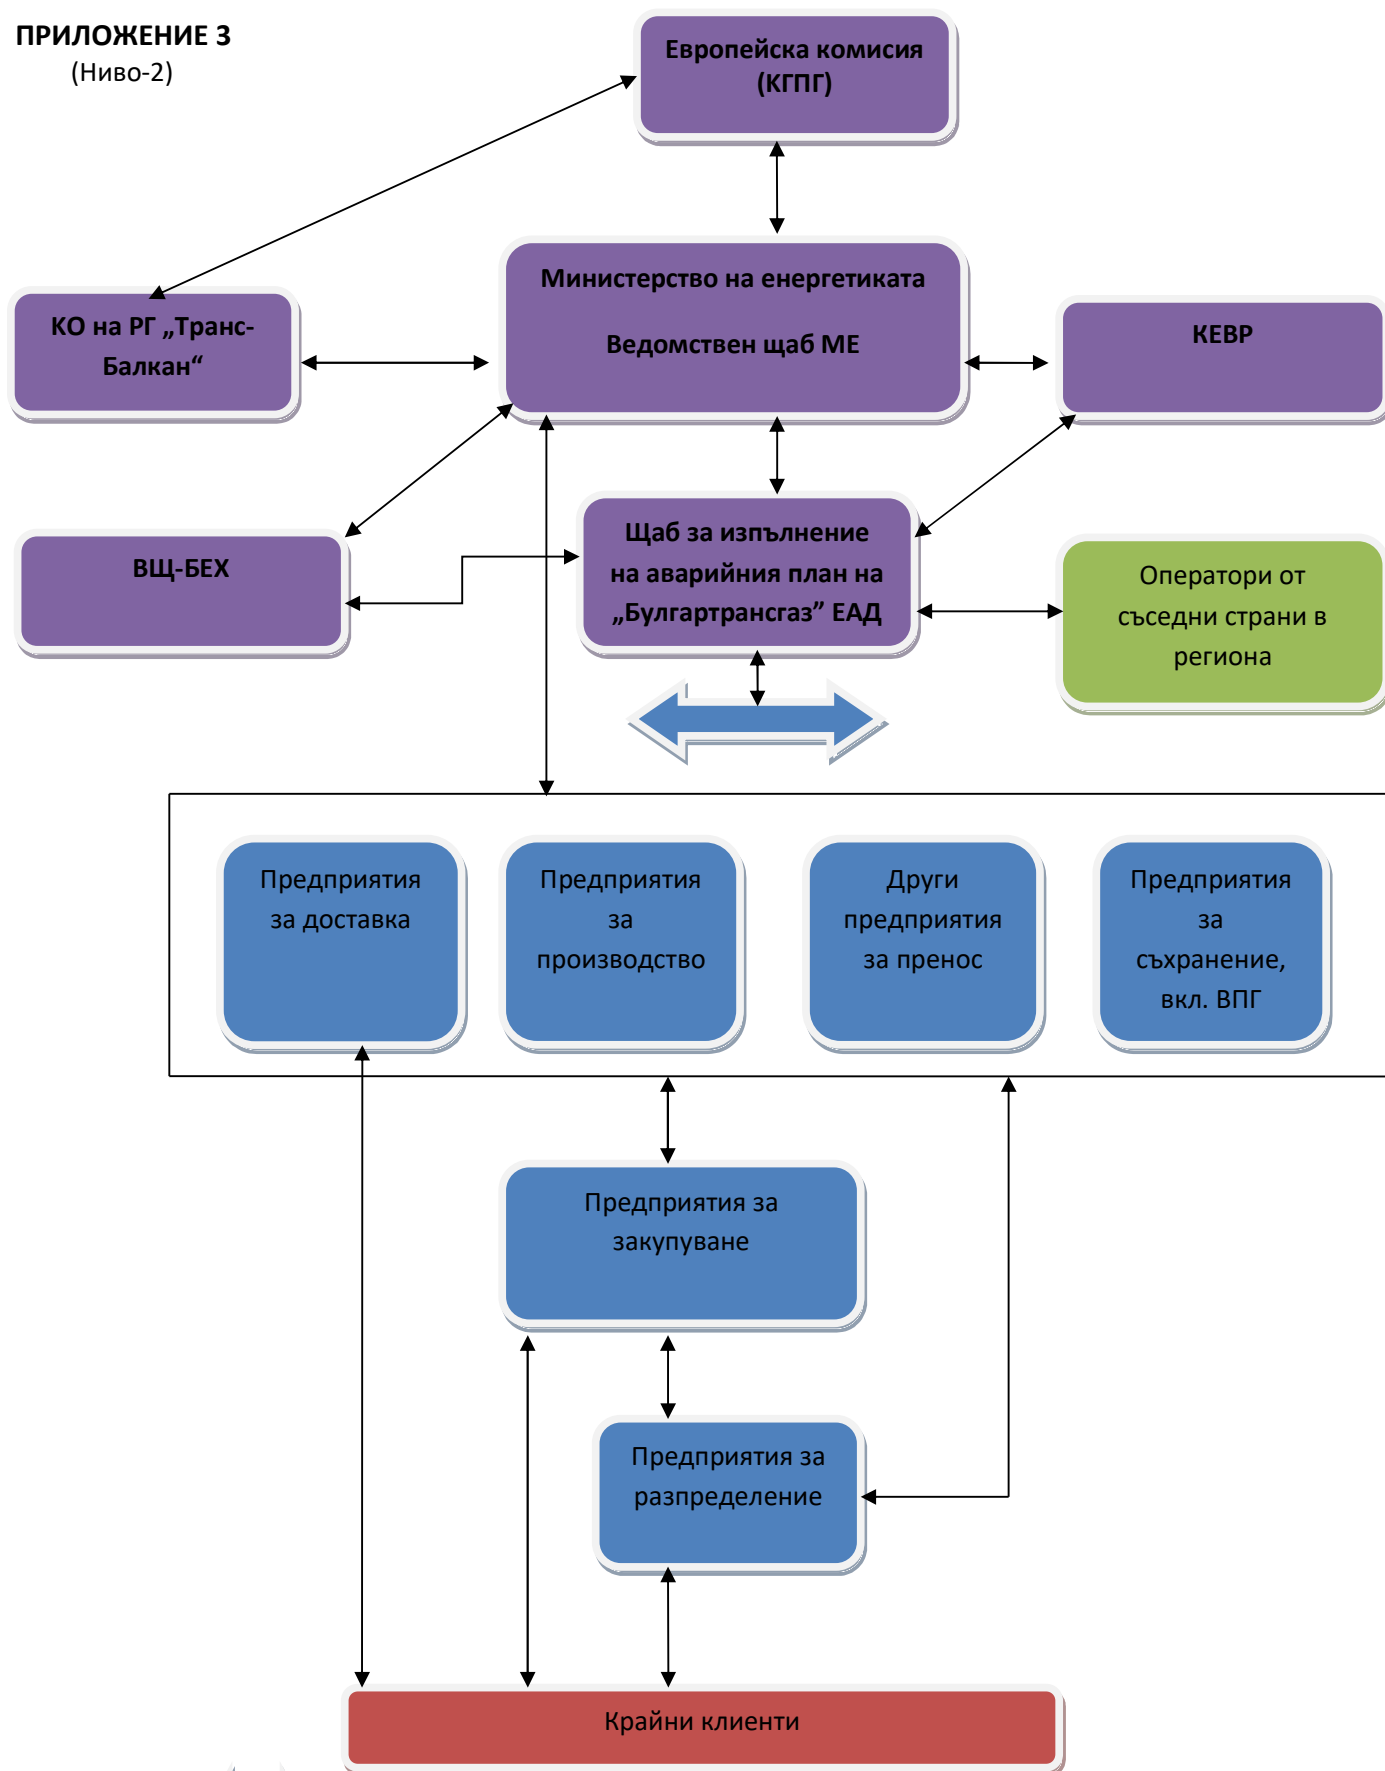 ПРИЛОЖЕНИЕ 3
(Ниво-2)
Европейска комисия
(КГПГ)
Министерство на енергетиката
Ведомствен щаб МЕ
КО на РГ „Транс-
Балкан“
КЕВР
ВЩ-БЕХ
Щаб за изпълнение
на аварийния план на
„Булгартрансгаз” ЕАД
Оператори от
съседни страни в
региона
Предприятия
за доставка
Предприятия
за
производство
Други
предприятия
за пренос
Предприятия
за
съхранение,
вкл. ВПГ
Предприятия за
закупуване
Предприятия за
разпределение
Крайни клиенти